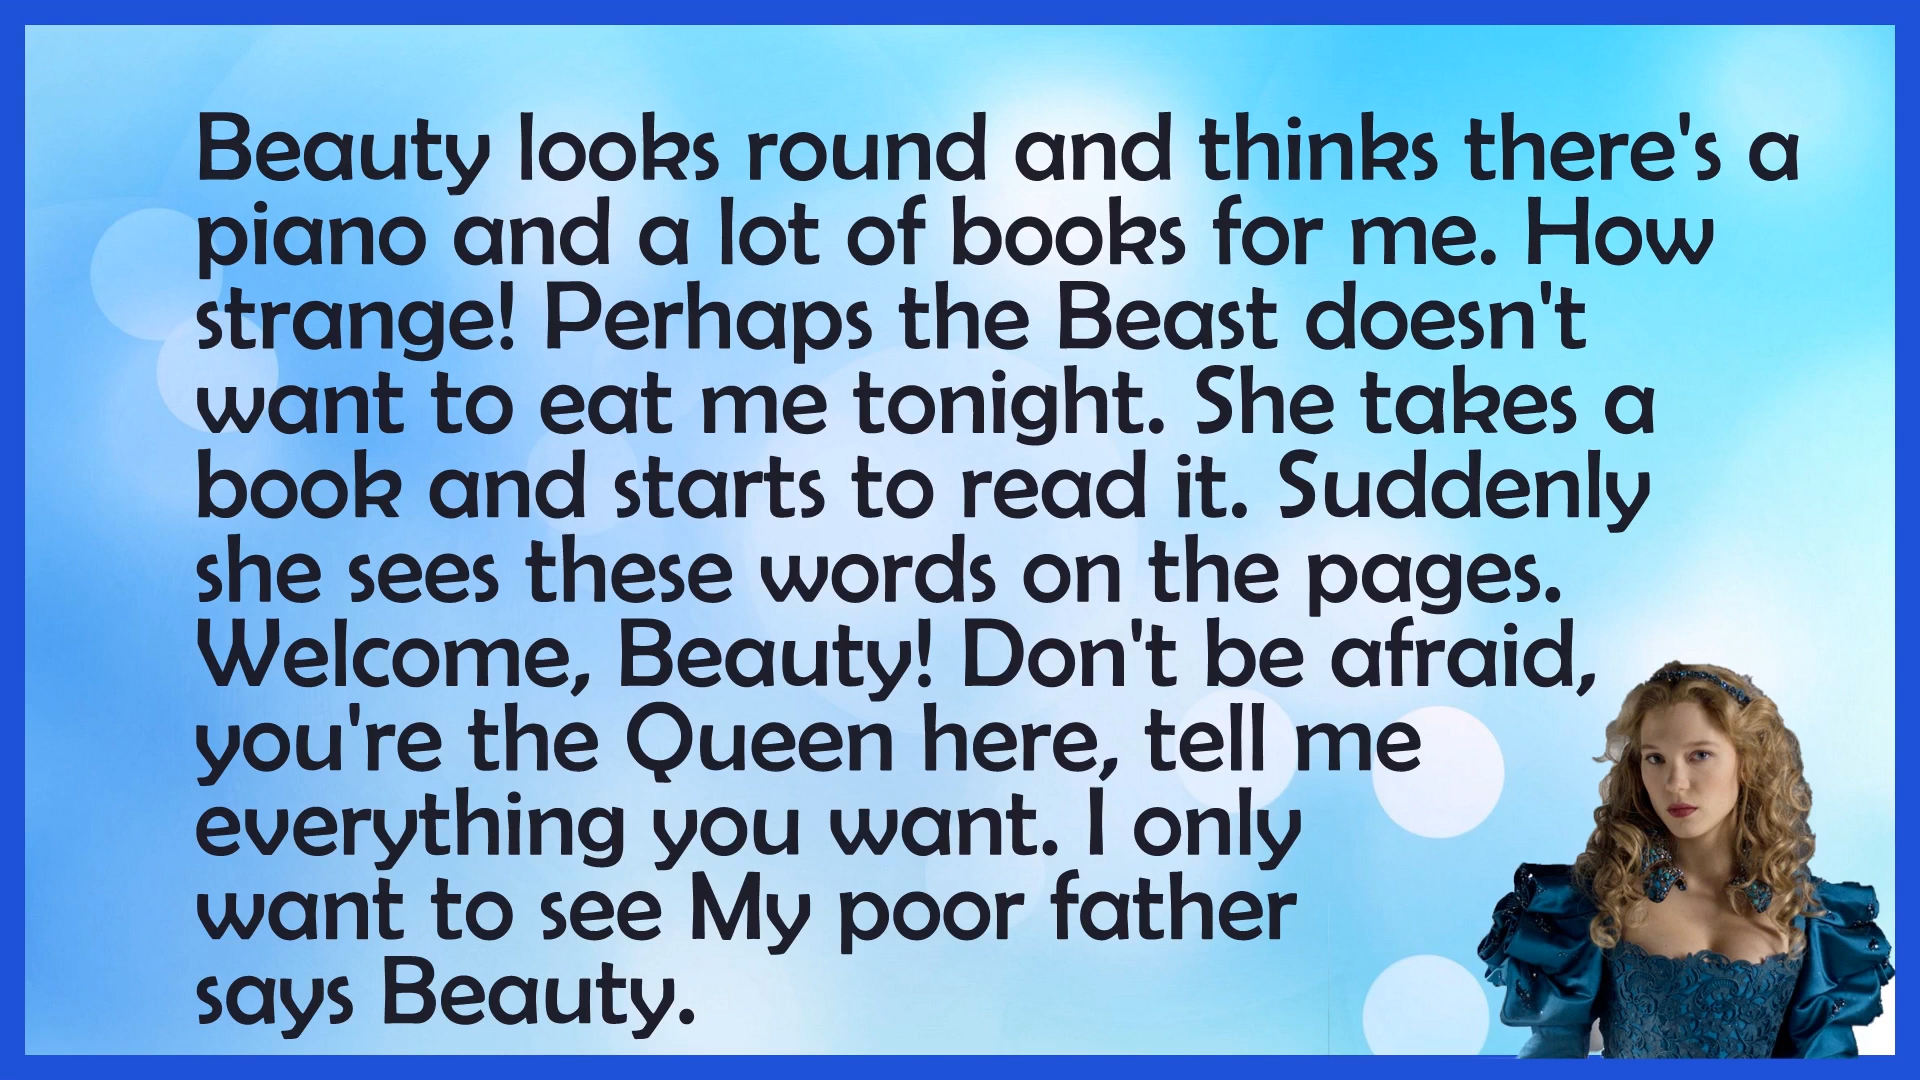 Beauty looks round and thinks there's a
piano and a lot of books for me. How
strange! Perhaps the Beast doesn't
want to eat me tonight. She takes a
book and starts to read it. Suddenly
she sees these words on the pages.
Welcome, Beauty! Don't be afraid,
you're the Queen here, tell me
everything you want. I only
want to see My poor father
says Beauty.